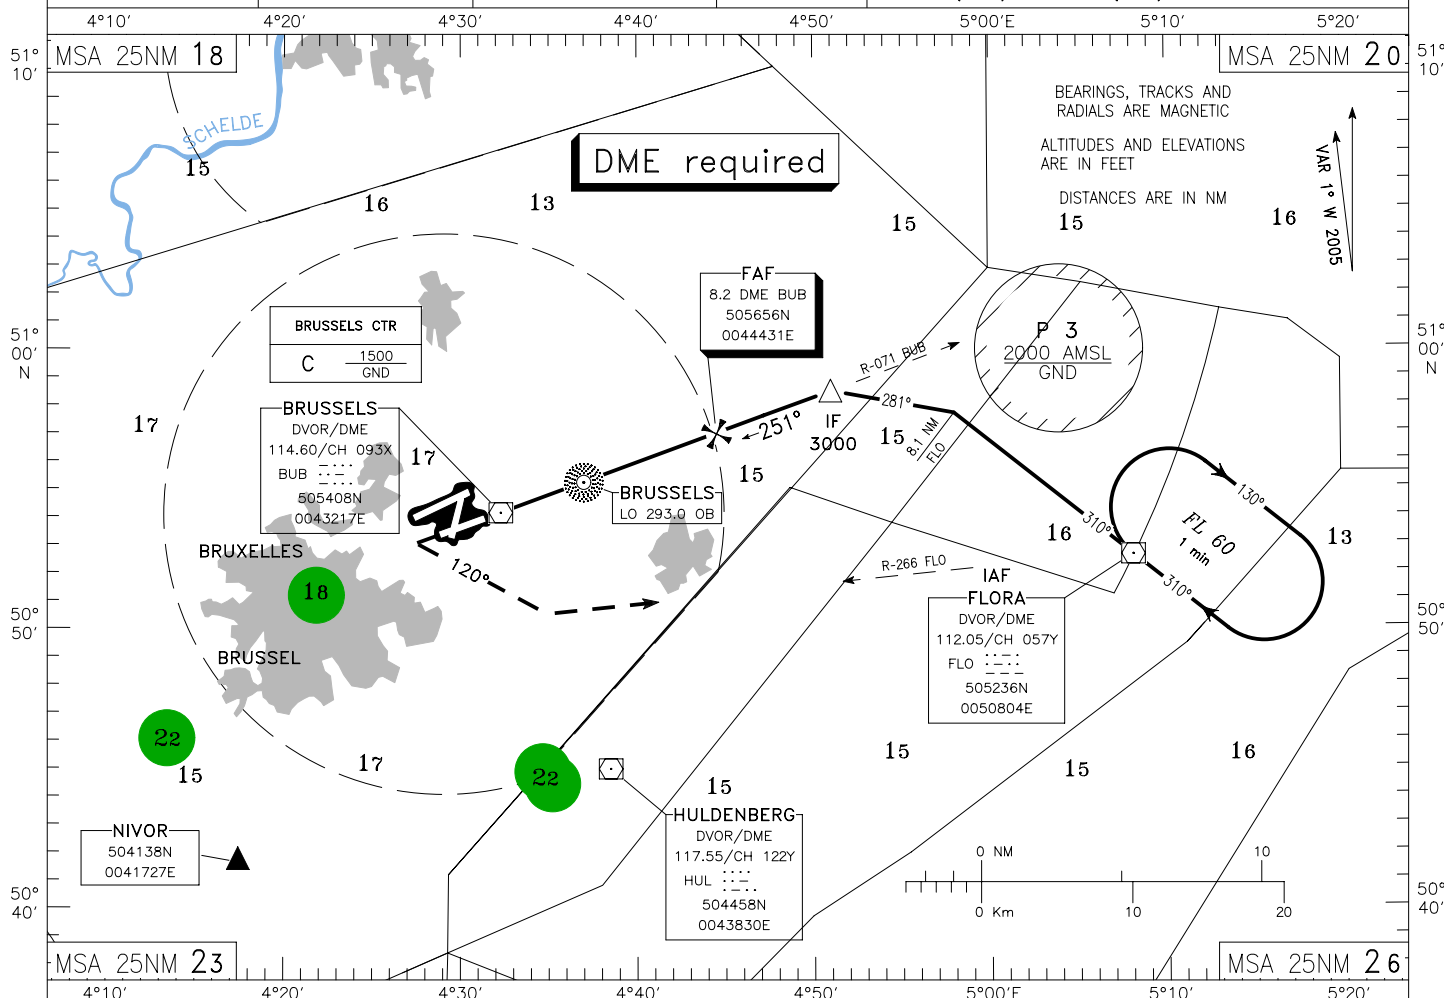 4°10' 4°20' 4°30' 4°40' 4°50' 5°00'E 5°10' 5°20'
51° 10'
MSA 25NM 18
MSA 25NM 20
51° 10'
BEARINGS, TRACKS AND
RADIALS ARE MAGNETIC
ALTITUDES AND ELEVATIONS
ARE IN FEET
DISTANCES ARE IN NM
VAR 1° W 2005
SCHELDE
DME required
15
16
13
15
15
16
FAF
8.2 DME BUB
505656N
0044431E
BRUSSELS CTR
C
1500
GND
P 3
2000 AMSL
GND
51° 00' N
51° 00' N
R-071 BUB
281°
IF
3000
←251°
15
8.1 NM
FLO
17
BRUSSELS
DVOR/DME
114.60/CH 093X
BUB
505408N
0043217E
17
15
BRUSSELS
LO 293.0 OB
310°
130°
FL 60
1 min
310°
16
13
BRUXELLES
18
BRUSSEL
120°
R-266 FLO
IAF
FLORA
DVOR/DME
112.05/CH 057Y
FLO
505236N
0050804E
50° 50'
50° 50'
22
15
17
22
15
15
15
16
NIVOR
504138N
0041727E
HULDENBERG
DVOR/DME
117.55/CH 122Y
HUL
504458N
0043830E
0 NM 10
0 Km 10 20
50° 40'
50° 40'
MSA 25NM 23
MSA 25NM 26
4°10' 4°20' 4°30' 4°40' 4°50' 5°00'E 5°10' 5°20'